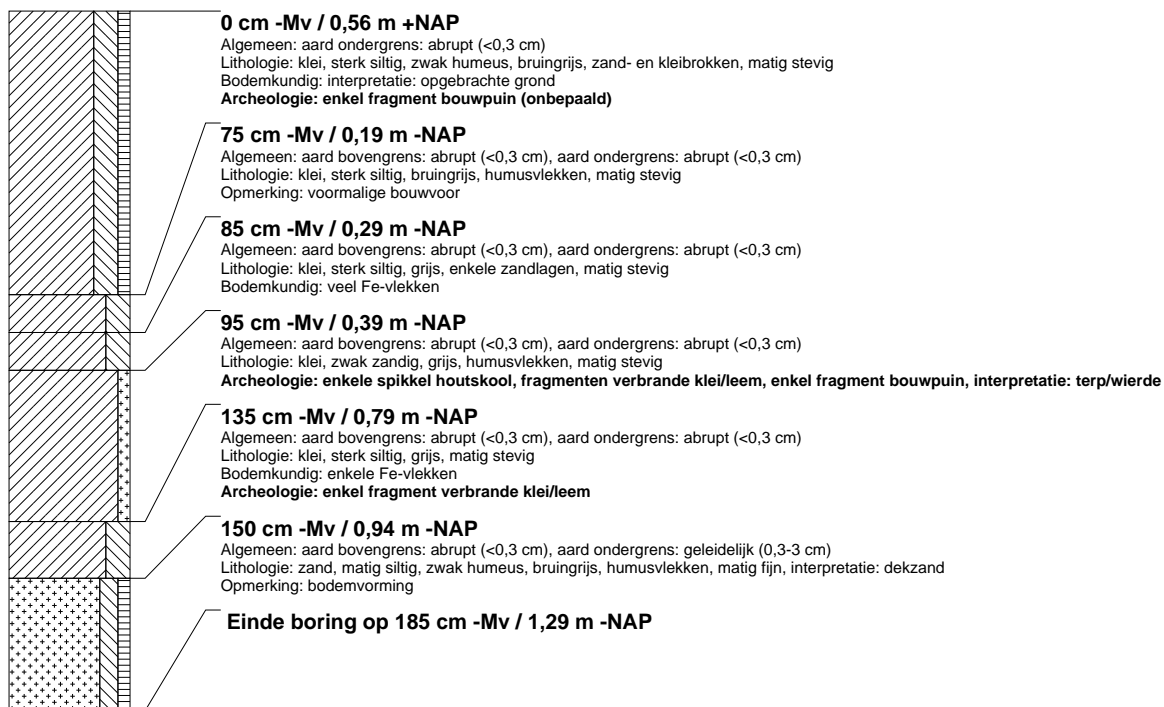 0 cm -Mv / 0,56 m +NAP
Algemeen: aard ondergrens: abrupt (<0,3 cm)
Lithologie: klei, sterk siltig, zwak humeus, bruingrijs, zand- en kleibrokken, matig stevig
Bodemkundig: interpretatie: opgebrachte grond
Archeologie: enkel fragment bouwpuin (onbepaald)
75 cm -Mv / 0,19 m -NAP
Algemeen: aard bovengrens: abrupt (<0,3 cm), aard ondergrens: abrupt (<0,3 cm)
Lithologie: klei, sterk siltig, bruingrijs, humusvlekken, matig stevig
Opmerking: voormalige bouwvoor
85 cm -Mv / 0,29 m -NAP
Algemeen: aard bovengrens: abrupt (<0,3 cm), aard ondergrens: abrupt (<0,3 cm)
Lithologie: klei, sterk siltig, grijs, enkele zandlagen, matig stevig
Bodemkundig: veel Fe-vlekken
95 cm -Mv / 0,39 m -NAP
Algemeen: aard bovengrens: abrupt (<0,3 cm), aard ondergrens: abrupt (<0,3 cm)
Lithologie: klei, zwak zandig, grijs, humusvlekken, matig stevig
Archeologie: enkele spikkel houtskool, fragmenten verbrande klei/leem, enkel fragment bouwpuin, interpretatie: terp/wierde
135 cm -Mv / 0,79 m -NAP
Algemeen: aard bovengrens: abrupt (<0,3 cm), aard ondergrens: abrupt (<0,3 cm)
Lithologie: klei, sterk siltig, grijs, matig stevig
Bodemkundig: enkele Fe-vlekken
Archeologie: enkel fragment verbrande klei/leem
150 cm -Mv / 0,94 m -NAP
Algemeen: aard bovengrens: abrupt (<0,3 cm), aard ondergrens: geleidelijk (0,3-3 cm)
Lithologie: zand, matig siltig, zwak humeus, bruingrijs, humusvlekken, matig fijn, interpretatie: dekzand
Opmerking: bodemvorming
Einde boring op 185 cm -Mv / 1,29 m -NAP